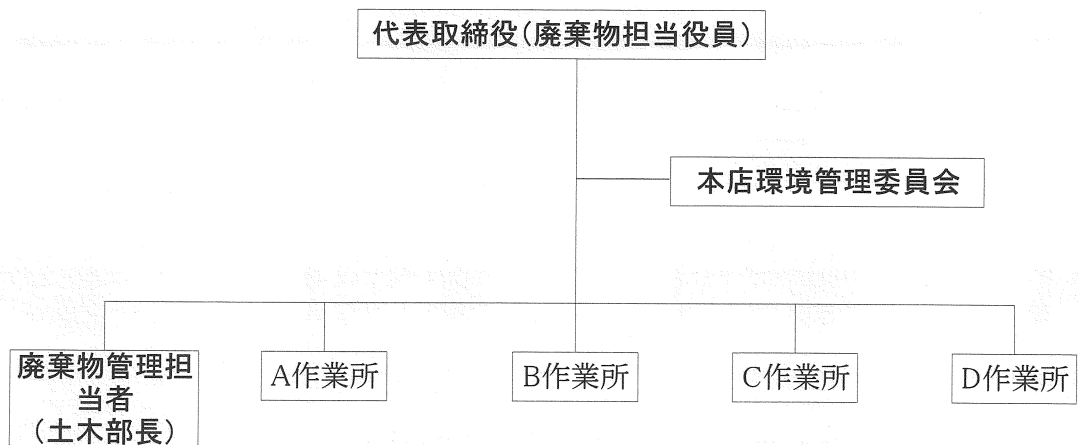 代表取締役（廃棄物担当役員）
本店環境管理委員会
廃棄物管理担
当者
（土木部長）
A作業所
B作業所
C作業所
D作業所